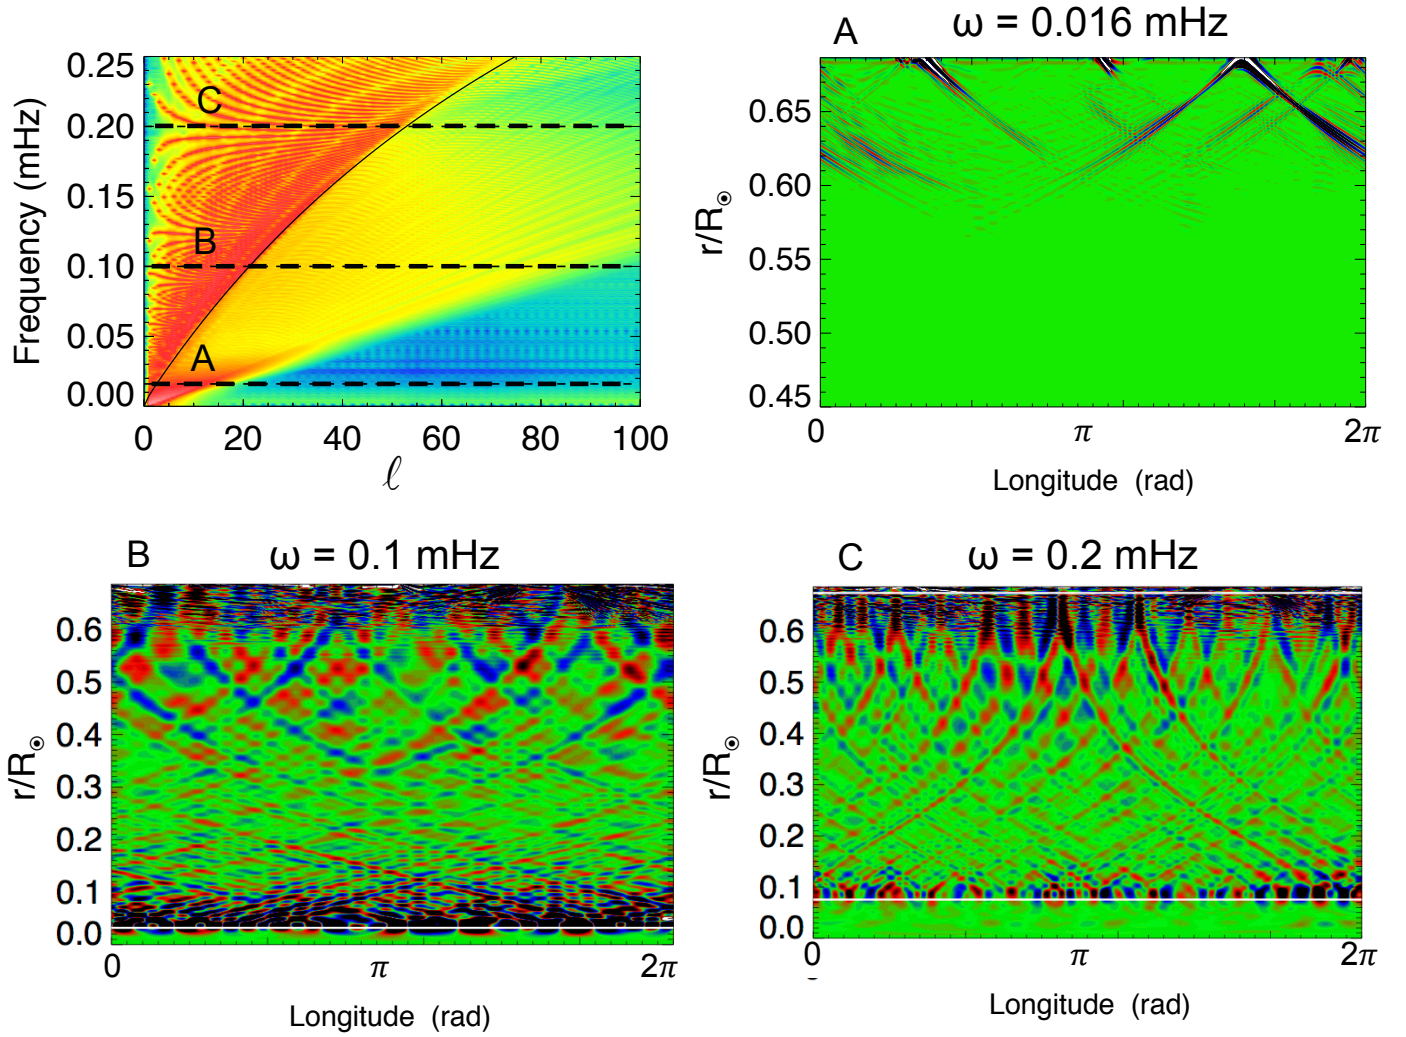 Frequency (mHz)
0.25
0.20
0.15
0.10
0.05
0.00
C
B
A
0 20 40 60 80 100
ℓ
A ω = 0.016 mHz
r/R☉
0.65
0.60
0.55
0.50
0.45
0 π 2π
Longitude (rad)
B ω = 0.1 mHz
r/R☉
0.6
0.5
0.4
0.3
0.2
0.1
0.0
0 π 2π
Longitude (rad)
C ω = 0.2 mHz
r/R☉
0.6
0.5
0.4
0.3
0.2
0.1
0.0
0 π 2π
Longitude (rad)